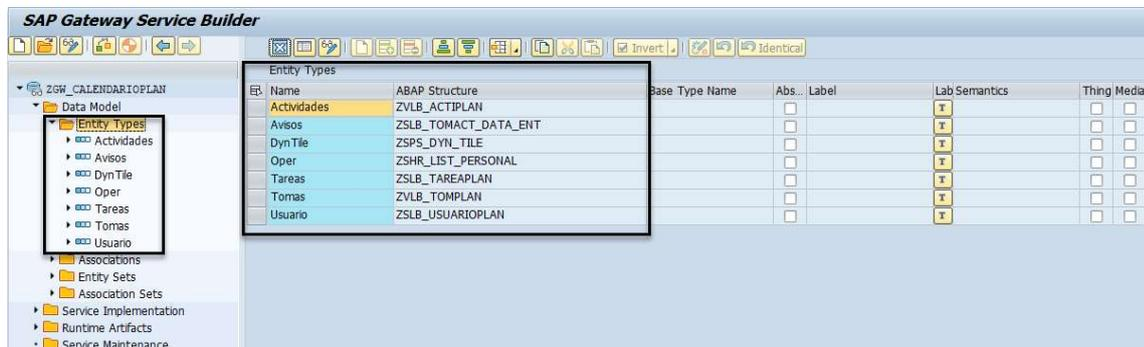 SAP Gateway Service Builder
Invert
Identical
Entity Types
ZGW_CALENDARIOPLAN
Data Model
Entity Types
Actividades
Avisos
DynTile
Oper
Tareas
Tomas
Usuario
Associations
Entity Sets
Association Sets
Service Implementation
Runtime Artifacts
Service Maintenance
Name ABAP Structure Base Type Name Abs... Label Lab Semantics Thing Media
Actividades ZVLB_ACTIPLAN T
Avisos ZSLB_TOMACT_DATA_ENT T
DynTile ZSPS_DYN_TILE T
Oper ZSHR_LIST_PERSONAL T
Tareas ZSLB_TAREAPLAN T
Tomas ZVLB_TOMPLAN T
Usuario ZSLB_USUARIOPLAN T